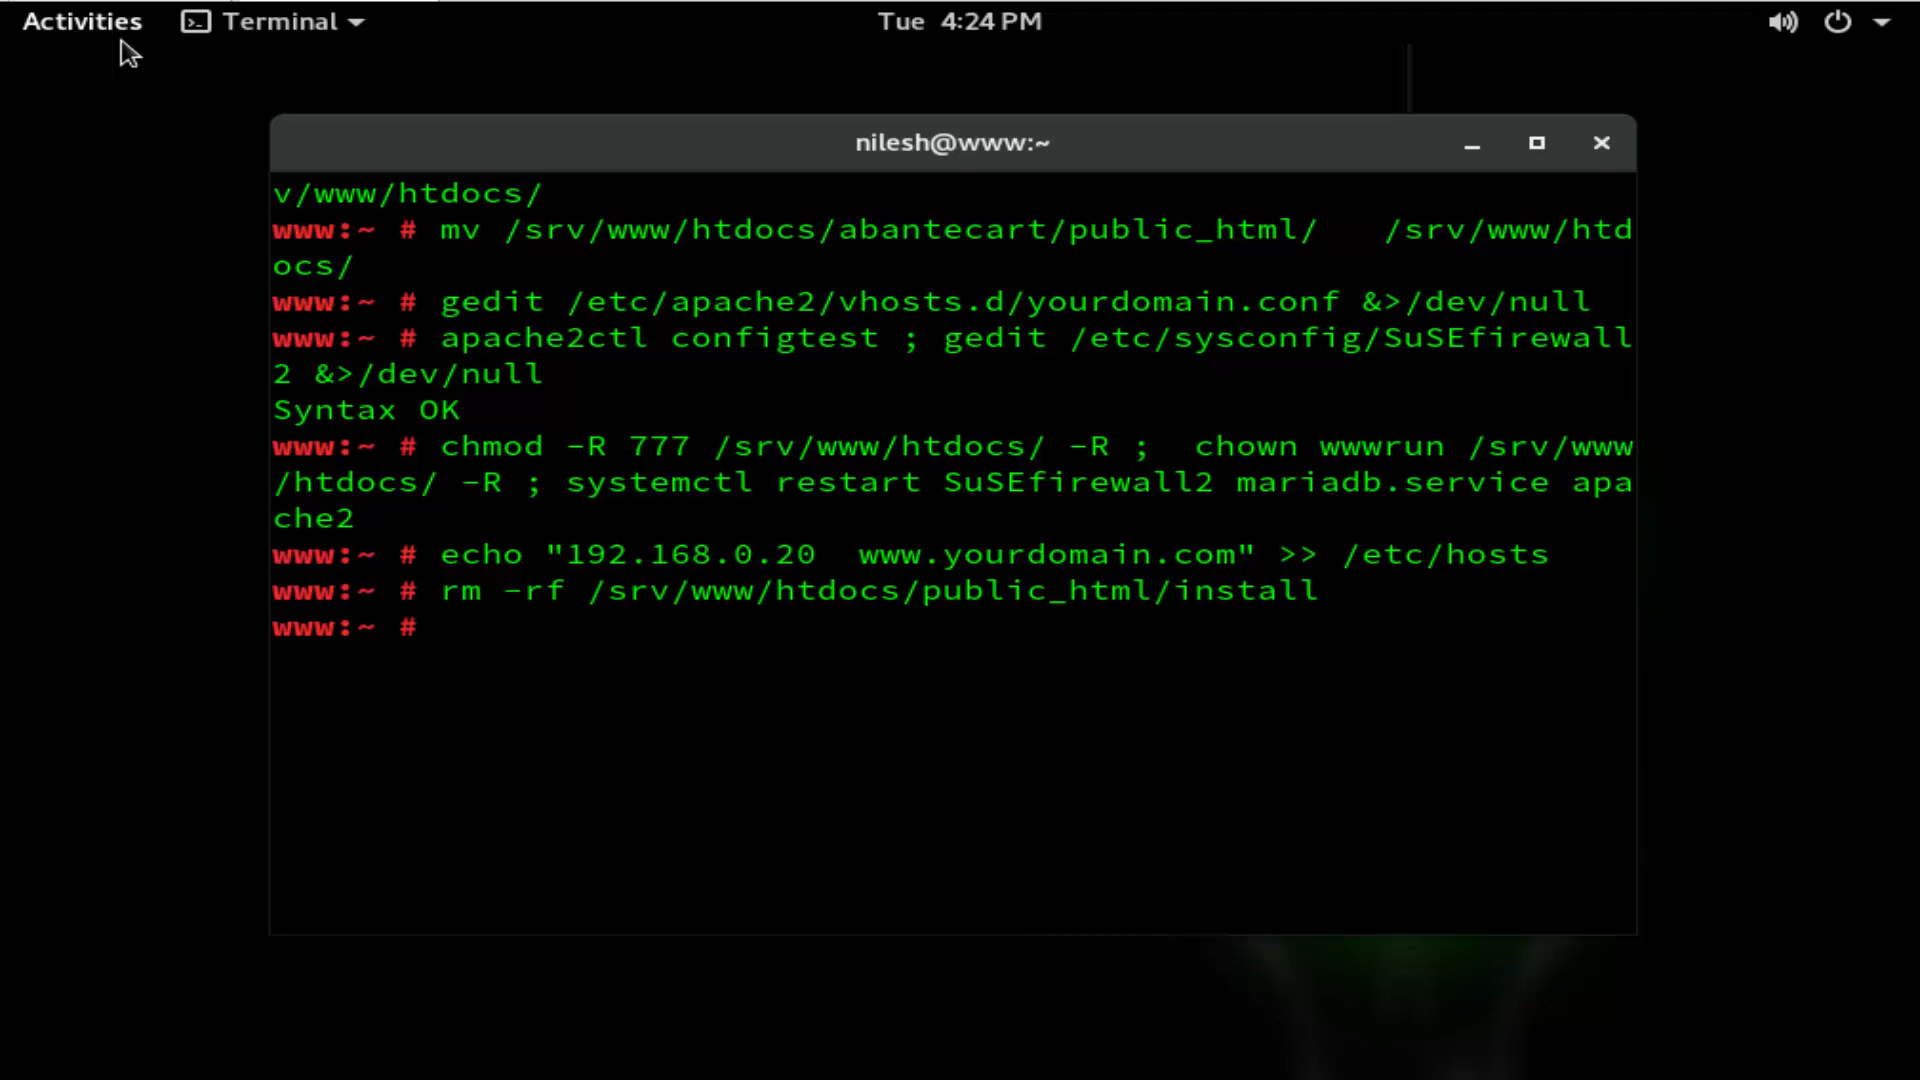 Activities Terminal Tue 4:24 PM
nilesh@www:~
v/www/htdocs/
www:~ # mv /srv/www/htdocs/abantecart/public_html/   /srv/www/htd
ocs/
www:~ # gedit /etc/apache2/vhosts.d/yourdomain.conf &>/dev/null
www:~ # apache2ctl configtest ; gedit /etc/sysconfig/SuSEfirewall
2 &>/dev/null
Syntax OK
www:~ # chmod -R 777 /srv/www/htdocs/ -R ;  chown wwwrun /srv/www
/htdocs/ -R ; systemctl restart SuSEfirewall2 mariadb.service apa
che2
www:~ # echo "192.168.0.20  www.yourdomain.com" >> /etc/hosts
www:~ # rm -rf /srv/www/htdocs/public_html/install
www:~ #